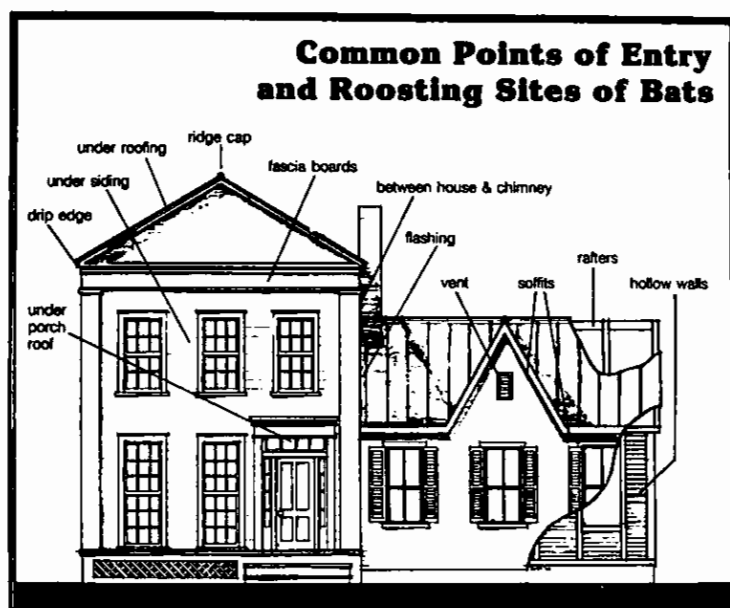 Common Points of Entry
and Roosting Sites of Bats
ridge cap
under roofing
fascia boards
under siding
between house & chimney
drip edge
flashing
rafters
vent
soffits
hollow walls
under
porch
roof